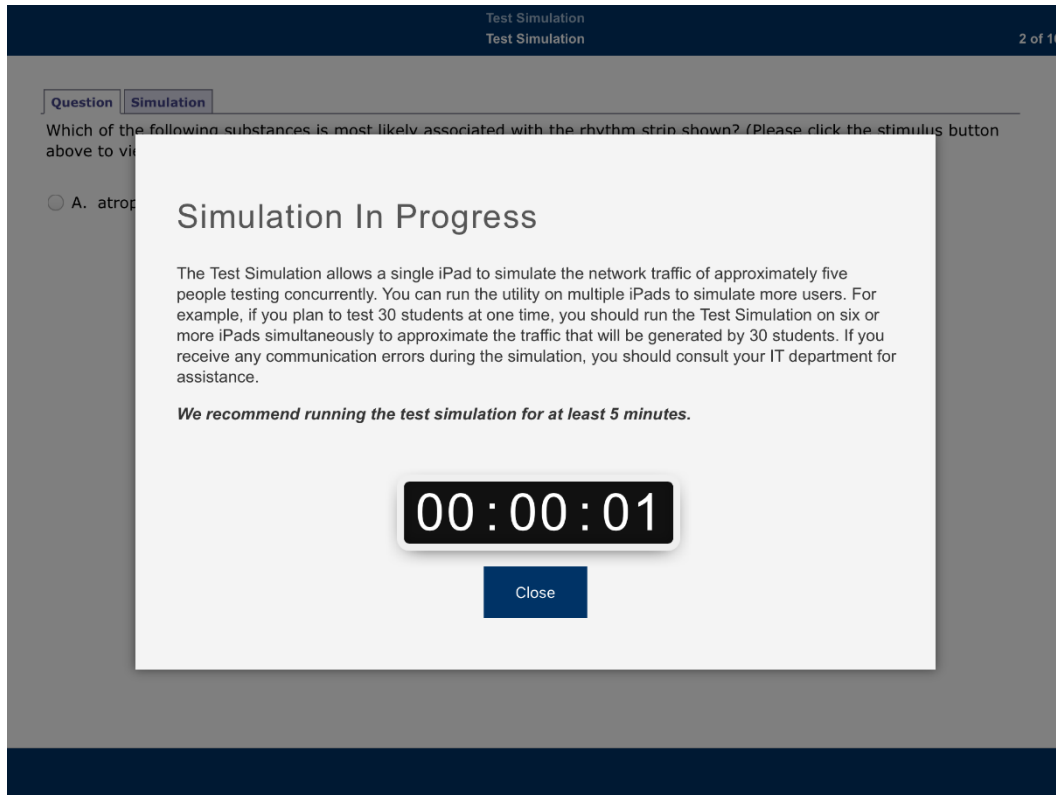 Test Simulation
Test Simulation
2 of 10
Question Simulation
Which of the following substances is most likely associated with the rhythm strip shown? (Please click the stimulus button
above to
A.
Simulation In Progress
The Test Simulation allows a single iPad to simulate the network traffic of approximately five
people testing concurrently. You can run the utility on multiple iPads to simulate more users. For
example, if you plan to test 30 students at one time, you should run the Test Simulation on six or
more iPads simultaneously to approximate the traffic that will be generated by 30 students. If you
receive any communication errors during the simulation, you should consult your IT department for
assistance.
We recommend running the test simulation for at least 5 minutes.
00:00:01
Close